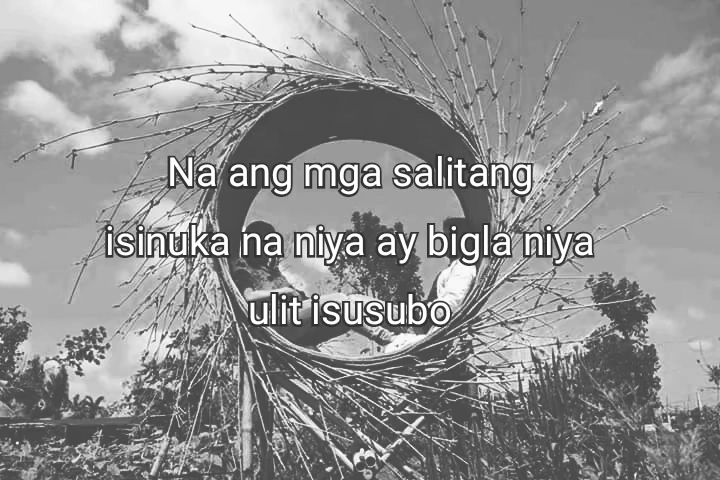 Na ang mga salitang
isinuka na niya ay bigla niya
ulit isusubo